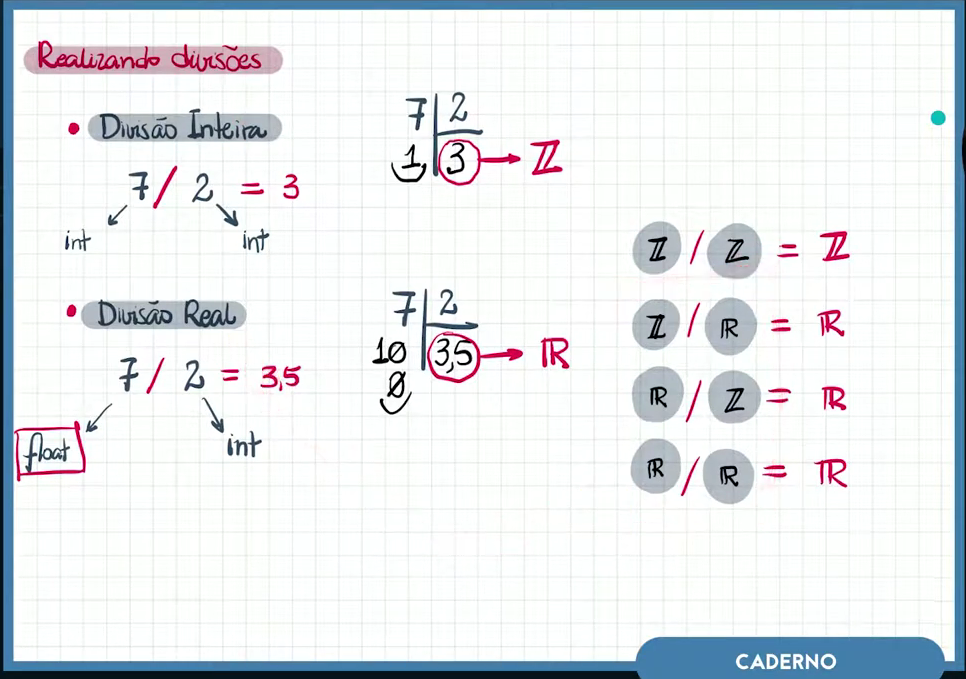 Realizando divisões
• Divisão Inteira
7 / 2 = 3
int int
7 2
1 3 → ℤ
• Divisão Real
7 / 2 = 3,5
float int
7 2
10 3,5 → ℝ
0
ℤ / ℤ = ℤ
ℤ / ℝ = ℝ
ℝ / ℤ = ℝ
ℝ / ℝ = ℝ
CADERNO